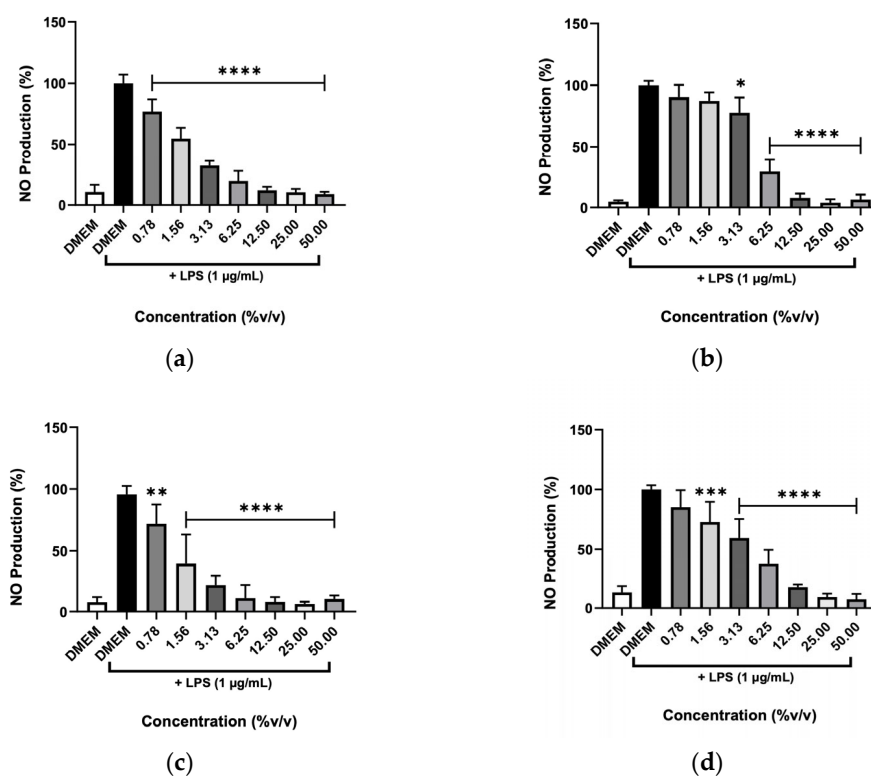 150
100
50
0
NO Production (%)
****
DMEM
DMEM
0.78
1.56
3.13
6.25
12.50
25.00
50.00
+ LPS (1 µg/mL)
Concentration (%v/v)
(a)
150
100
50
0
NO Production (%)
*
****
DMEM
DMEM
0.78
1.56
3.13
6.25
12.50
25.00
50.00
+ LPS (1 µg/mL)
Concentration (%v/v)
(b)
150
100
50
0
NO Production (%)
**
****
DMEM
DMEM
0.78
1.56
3.13
6.25
12.50
25.00
50.00
+ LPS (1 µg/mL)
Concentration (%v/v)
(c)
150
100
50
0
NO Production (%)
***
****
DMEM
DMEM
0.78
1.56
3.13
6.25
12.50
25.00
50.00
+ LPS (1 µg/mL)
Concentration (%v/v)
(d)